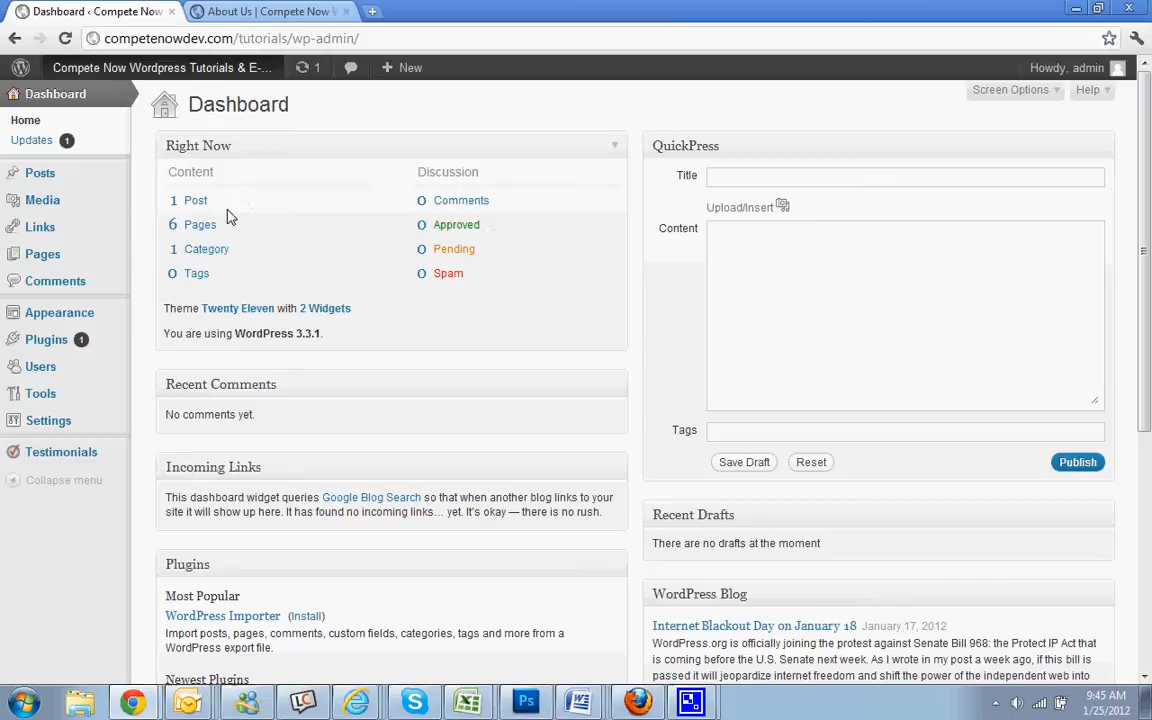 Dashboard ‹ Compete Now
About Us | Compete Now
competenowdev.com/tutorials/wp-admin/
Compete Now Wordpress Tutorials & E-...
1
New
Howdy, admin
Dashboard
Home
Updates 1
Posts
Media
Links
Pages
Comments
Appearance
Plugins 1
Users
Tools
Settings
Testimonials
Collapse menu
Dashboard
Screen Options
Help
Right Now
Content
Discussion
1 Post
0 Comments
6 Pages
0 Approved
1 Category
0 Pending
0 Tags
0 Spam
Theme Twenty Eleven with 2 Widgets
You are using WordPress 3.3.1.
Recent Comments
No comments yet.
Incoming Links
This dashboard widget queries Google Blog Search so that when another blog links to your
site it will show up here. It has found no incoming links… yet. It's okay — there is no rush.
Plugins
Most Popular
WordPress Importer (Install)
Import posts, pages, comments, custom fields, categories, tags and more from a
WordPress export file.
Newest Plugins
QuickPress
Title
Upload/Insert
Content
Tags
Save Draft
Reset
Publish
Recent Drafts
There are no drafts at the moment
WordPress Blog
Internet Blackout Day on January 18 January 17, 2012
WordPress.org is officially joining the protest against Senate Bill 968: the Protect IP Act that
is coming before the U.S. Senate next week. As I wrote in my post a week ago, if this bill is
passed it will jeopardize internet freedom and shift the power of the independent web into
9:45 AM
1/25/2012